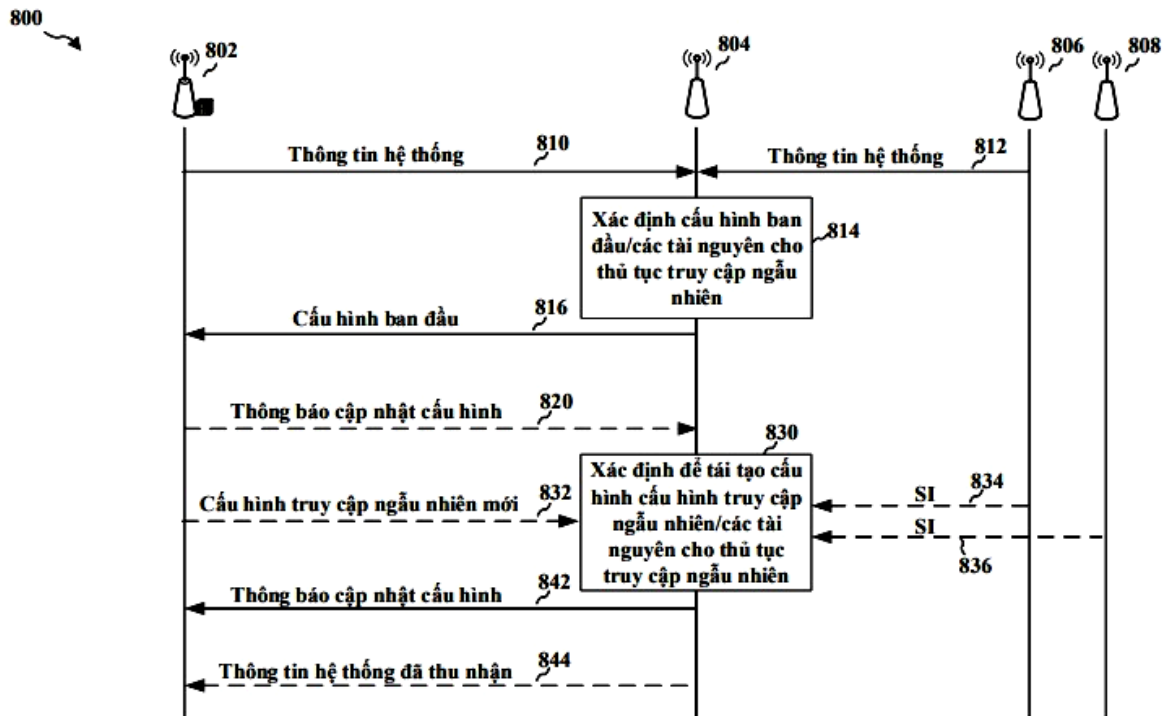 800
802
804
806
808
Thông tin hệ thống
810
Thông tin hệ thống
812
Xác định cấu hình ban
đầu/các tài nguyên cho
thủ tục truy cập ngẫu
nhiên
814
Cấu hình ban đầu
816
Thông báo cập nhật cấu hình
820
830
Xác định để tái tạo cấu
hình cấu hình truy cập
ngẫu nhiên/các tài
nguyên cho thủ tục
truy cập ngẫu nhiên
Cấu hình truy cập ngẫu nhiên mới
832
SI
834
SI
836
Thông báo cập nhật cấu hình
842
Thông tin hệ thống đã thu nhận
844